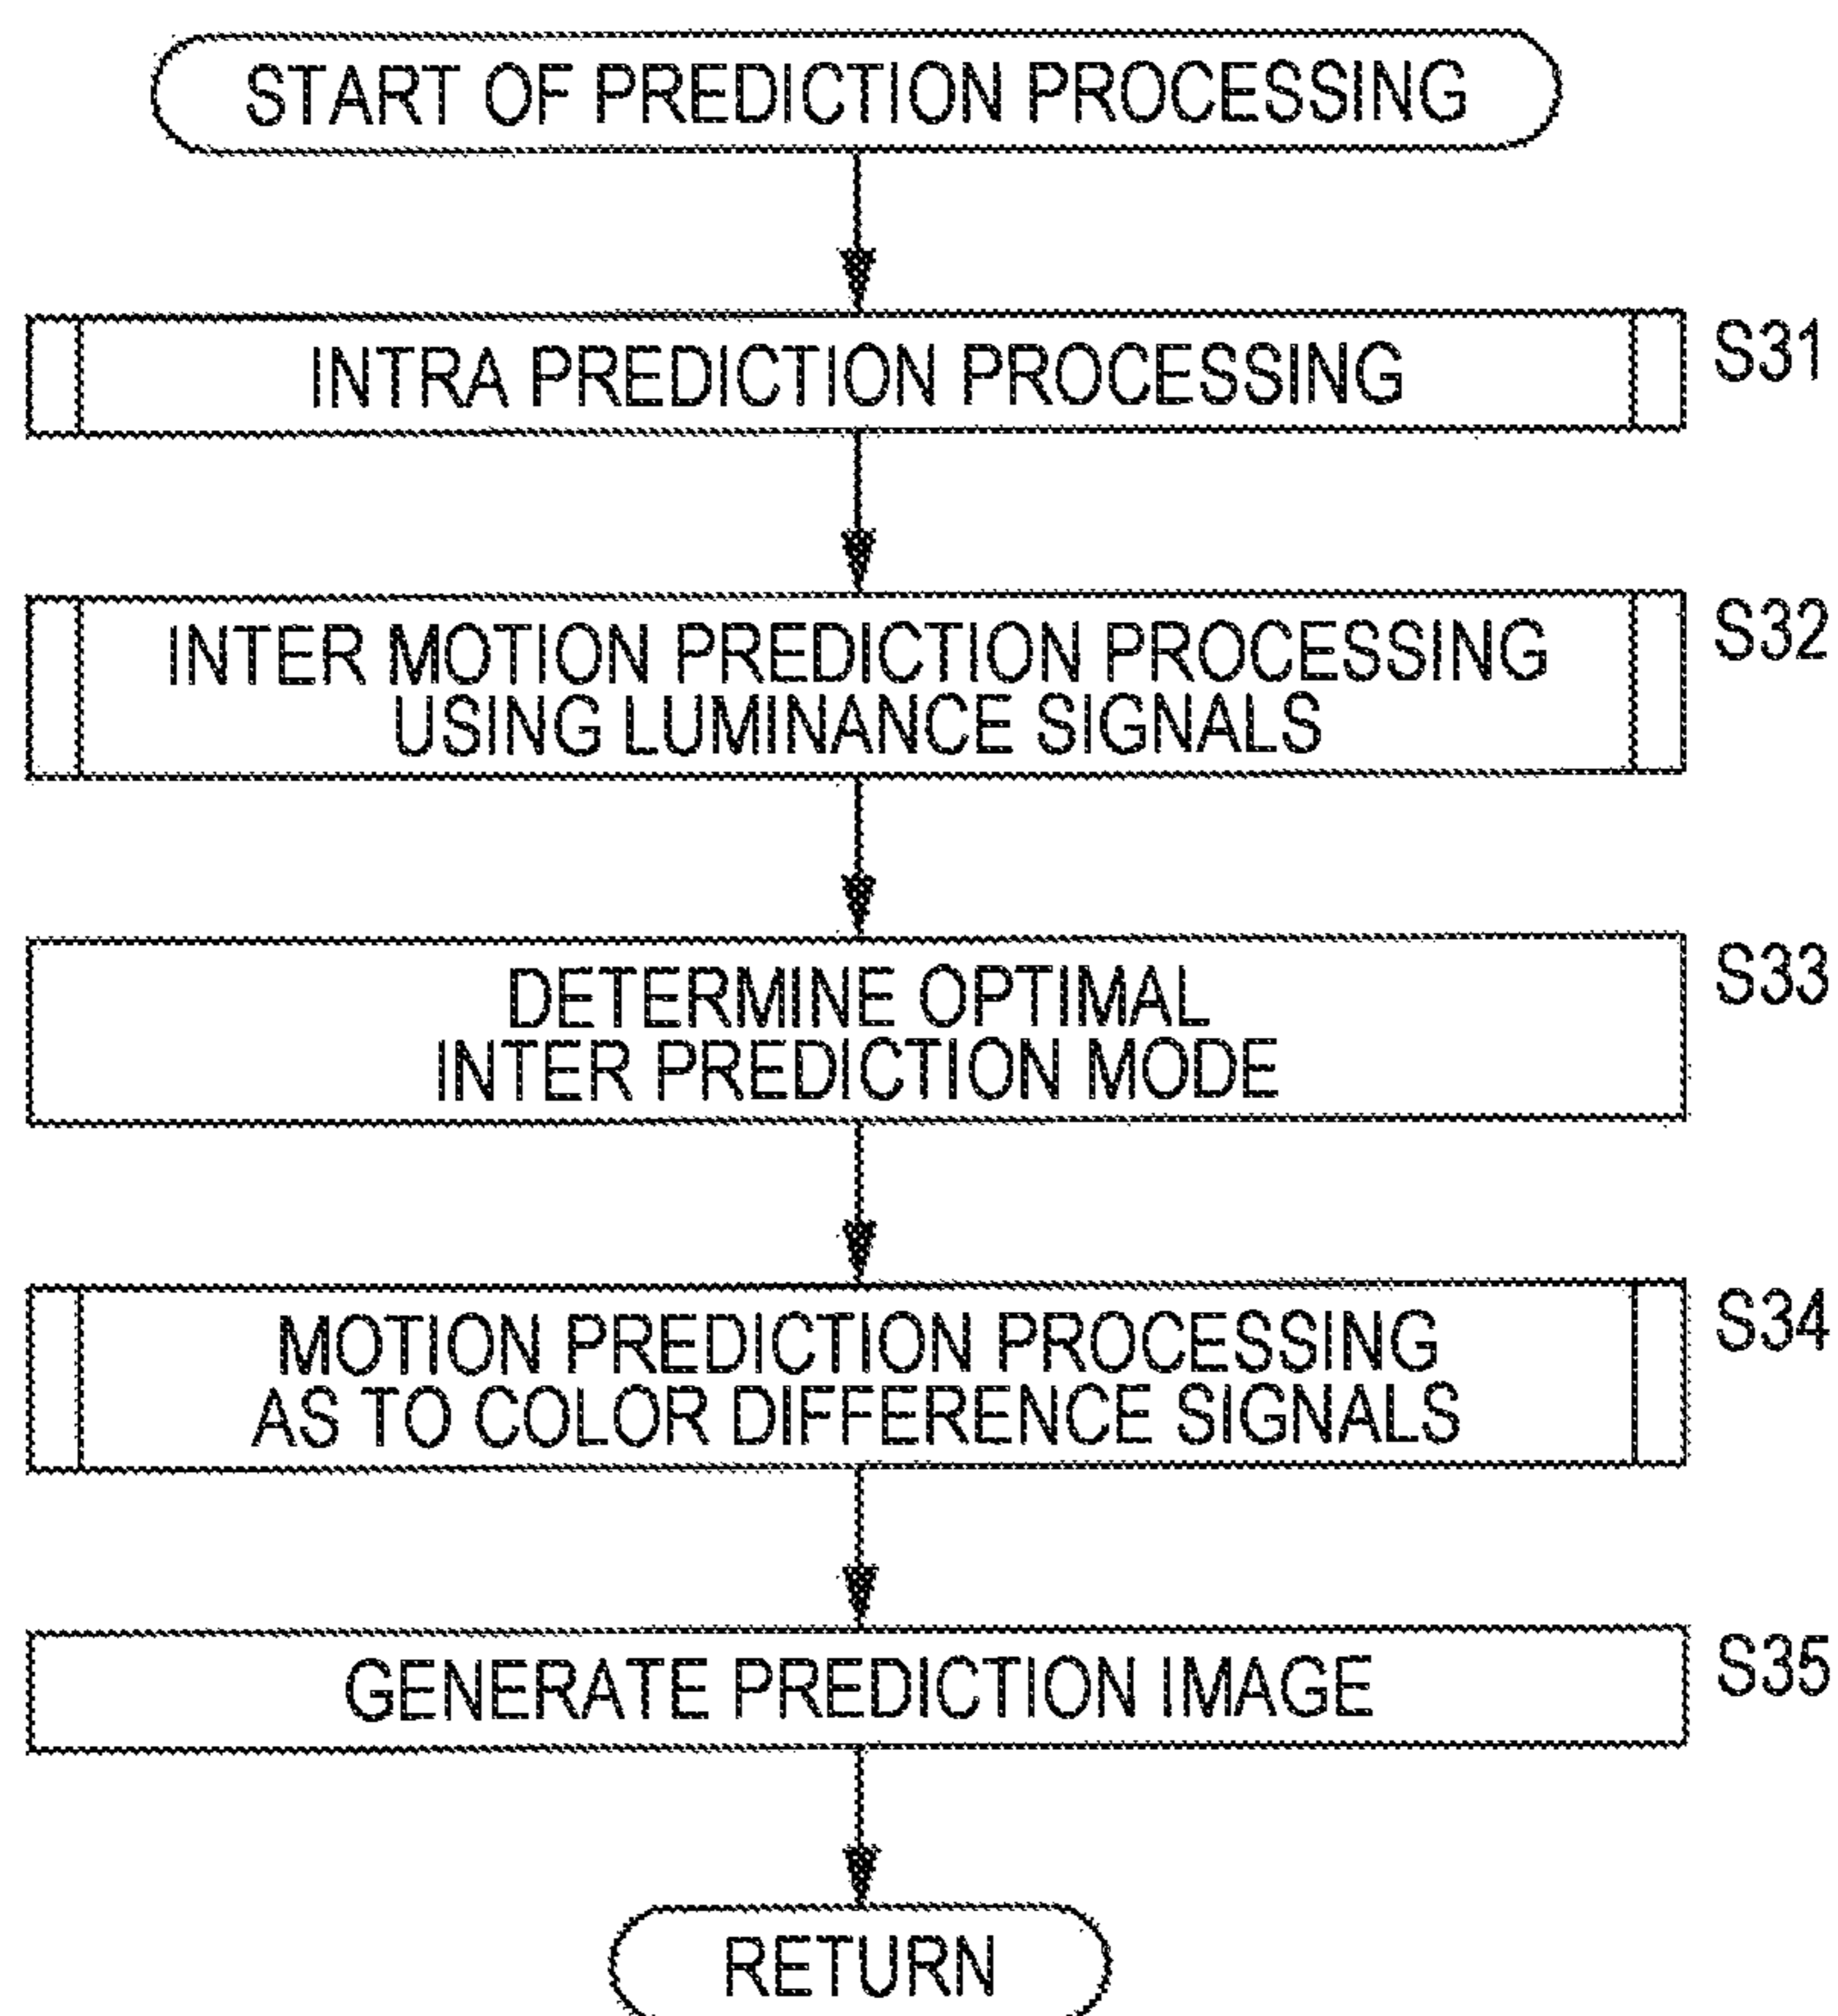 START OF PREDICTION PROCESSING
INTRA PREDICTION PROCESSING
S31
INTER MOTION PREDICTION PROCESSING
USING LUMINANCE SIGNALS
S32
DETERMINE OPTIMAL
INTER PREDICTION MODE
S33
MOTION PREDICTION PROCESSING
AS TO COLOR DIFFERENCE SIGNALS
S34
GENERATE PREDICTION IMAGE
S35
RETURN